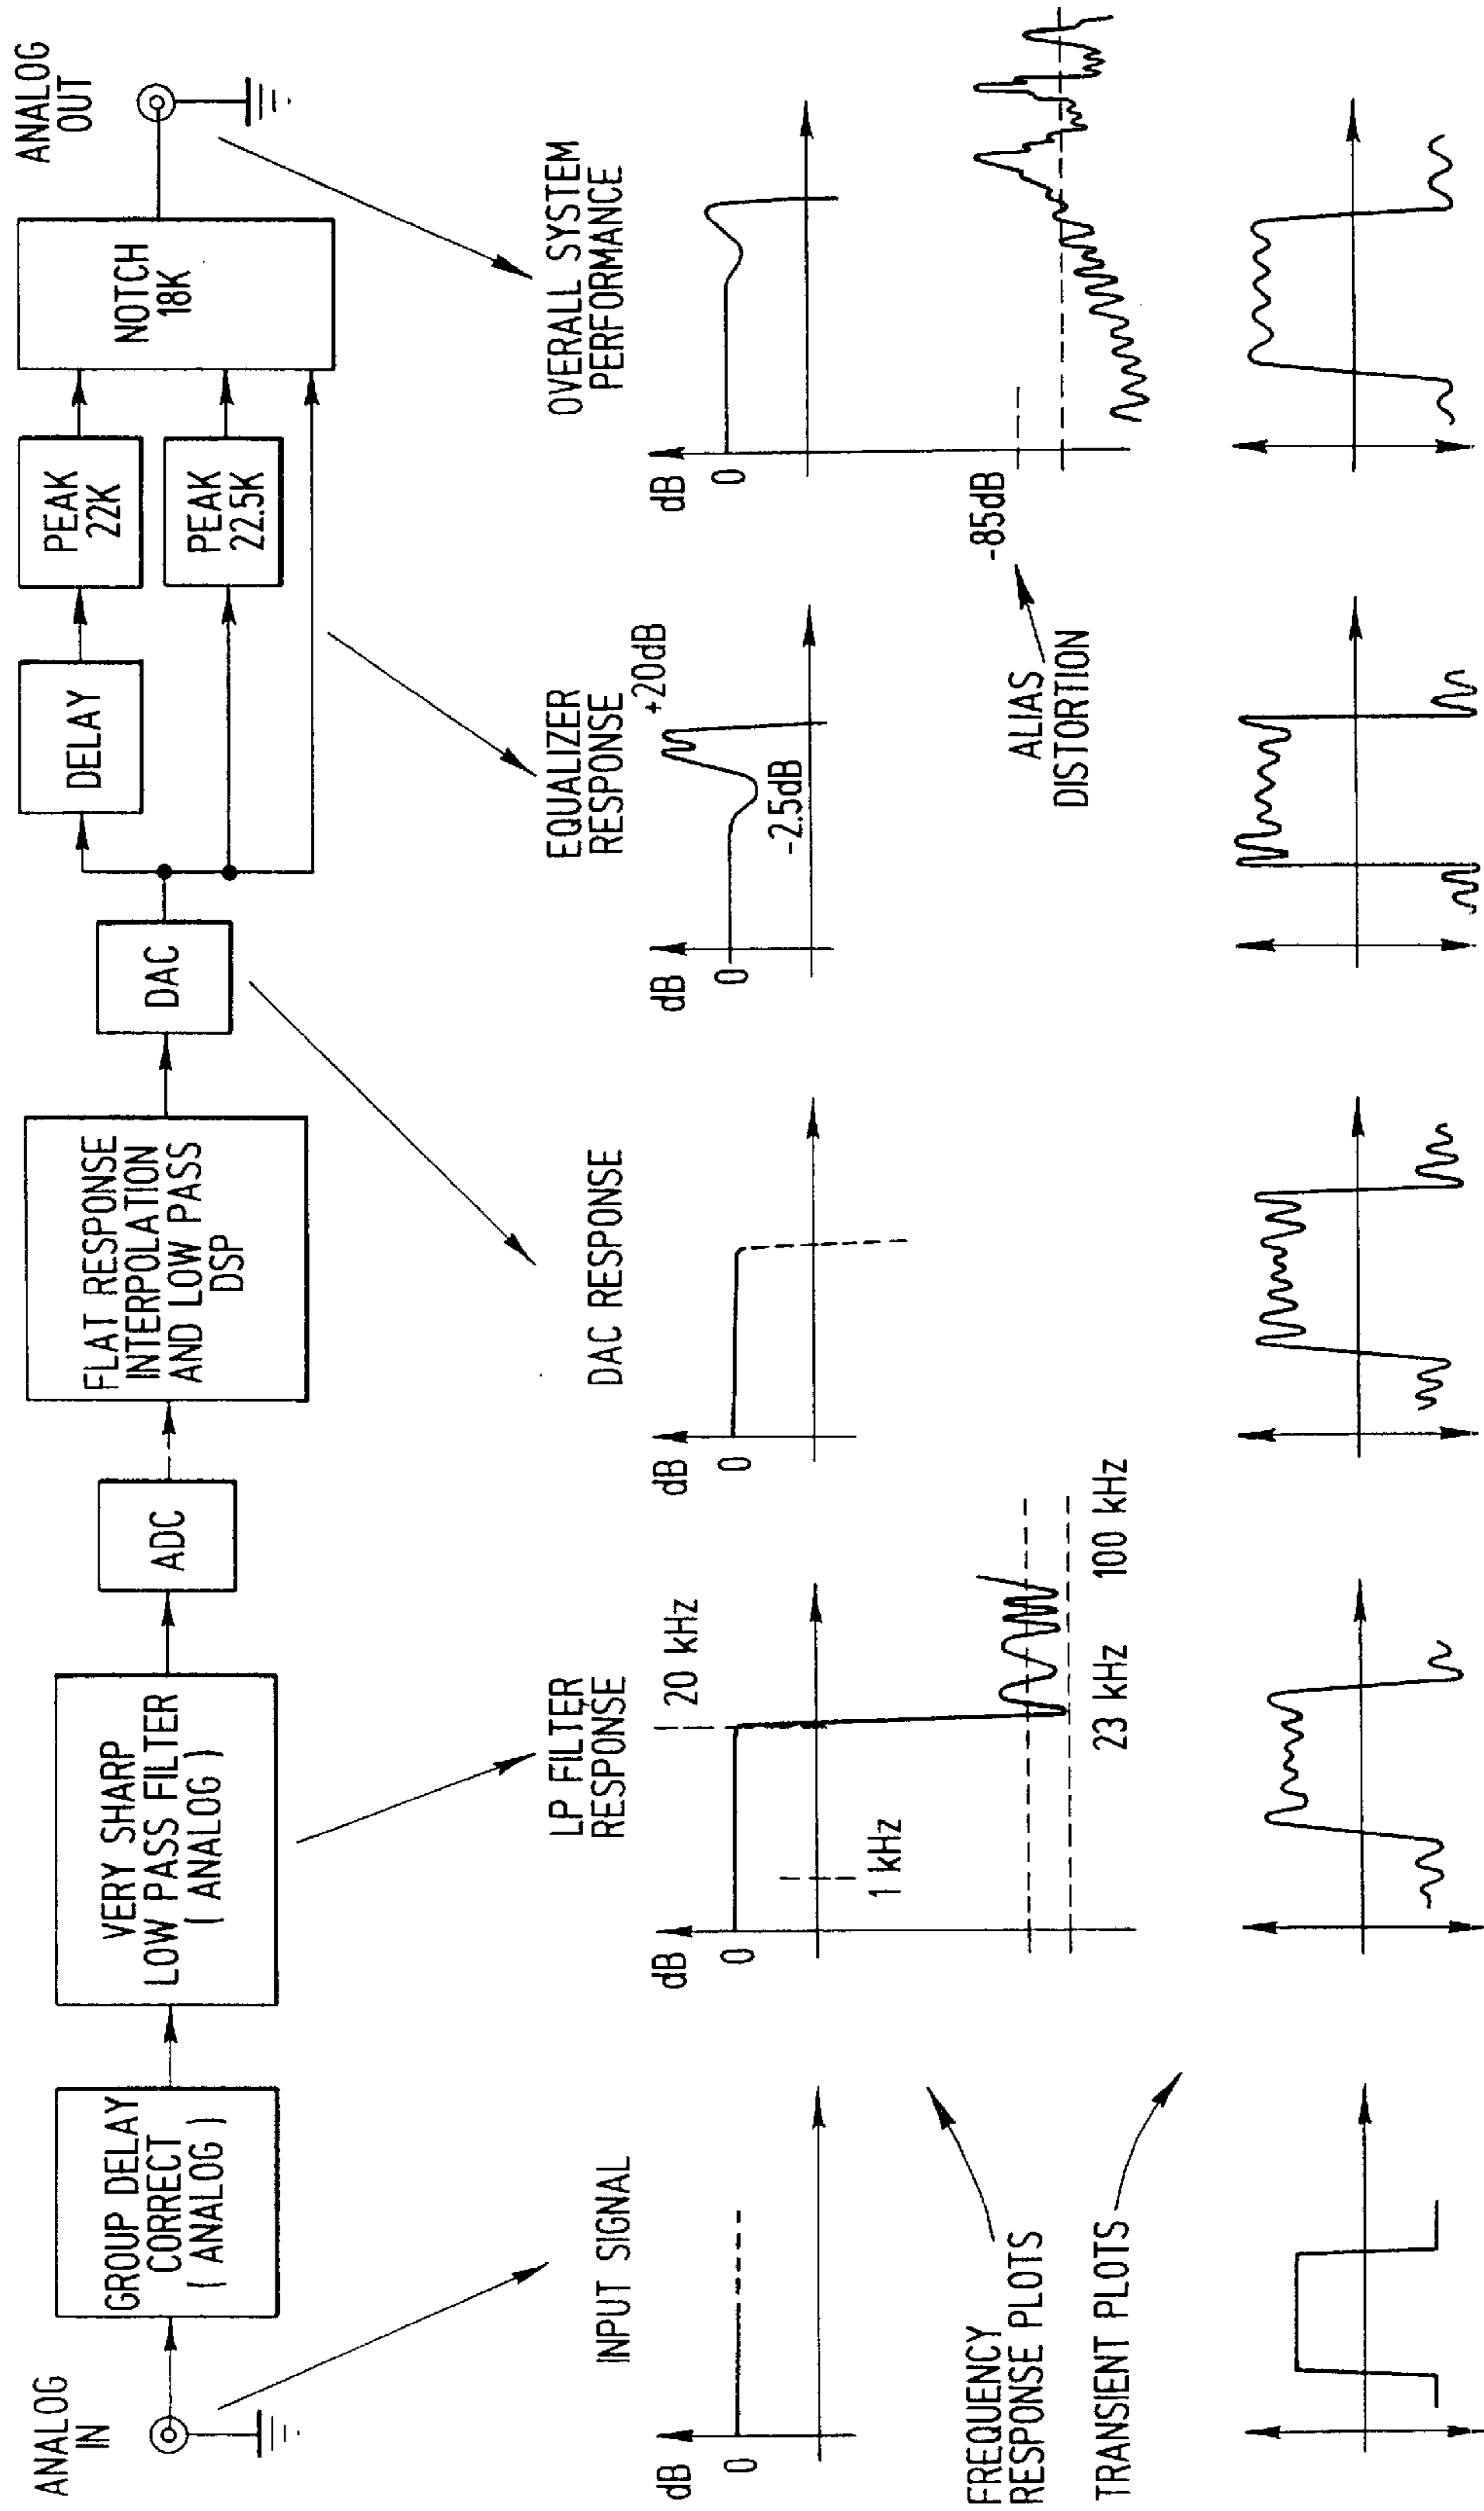 ANALOG
IN
GROUP DELAY
CORRECT
( ANALOG )
VERY SHARP
LOW PASS FILTER
( ANALOG )
ADC
FLAT RESPONSE
INTERPOLATION
AND LOW PASS
DSP
DAC
DELAY
PEAK
22K
PEAK
22.5K
NOTCH
18K
ANALOG
OUT
INPUT SIGNAL
LP FILTER
RESPONSE
DAC RESPONSE
EQUALIZER
RESPONSE
OVERALL SYSTEM
PERFORMANCE
dB
0
dB
0
20 kHz
1 kHz
23 kHz
100 kHz
dB
0
dB
0
+20dB
-2.5dB
dB
0
-85dB
ALIAS
DISTORTION
FREQUENCY
RESPONSE PLOTS
TRANSIENT PLOTS